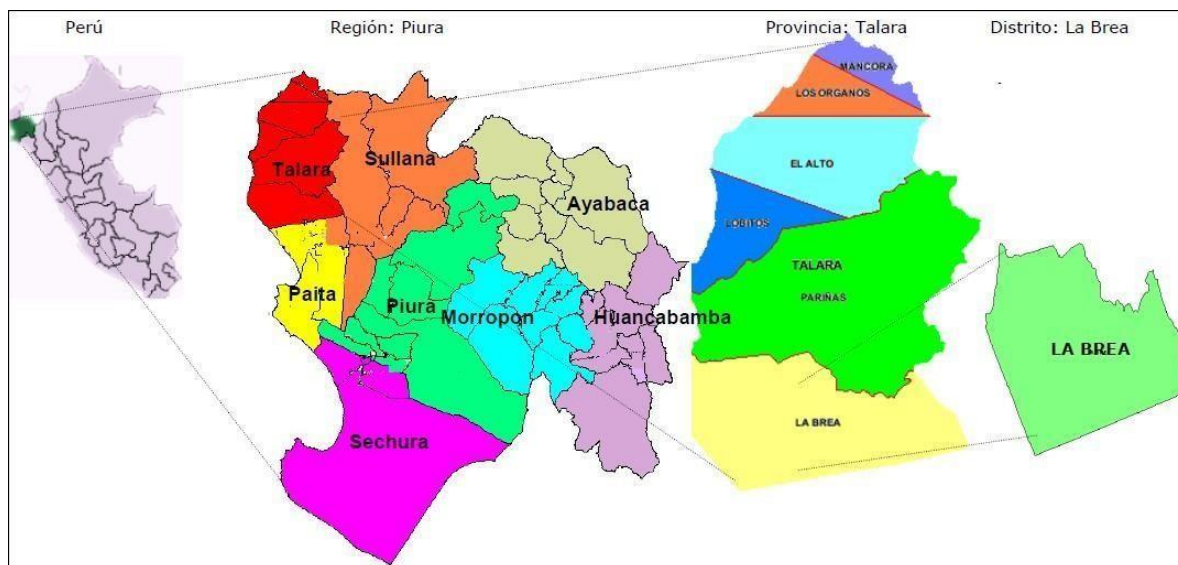 Perú
Región: Piura
Provincia: Talara
Distrito: La Brea
Talara
Sullana
Ayabaca
Paita
Piura
Morropon
Huancabamba
Sechura
MANCORA
LOS ORGANOS
EL ALTO
LOBITOS
TALARA
PARIÑAS
LA BREA
LA BREA